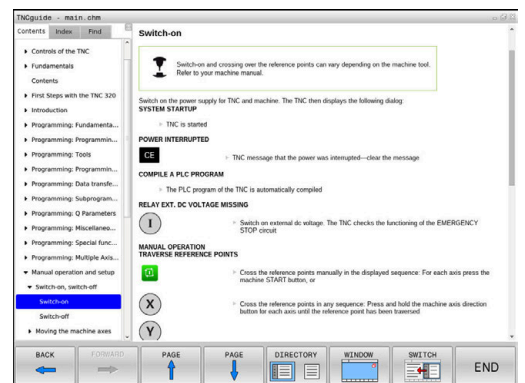 TNCguide - main.chm
Contents Index Find
Controls of the TNC
Fundamentals
Contents
First Steps with the TNC 320
Introduction
Programming: Fundamenta...
Programming: Programmin...
Programming: Tools
Programming: Programmin...
Programming: Data transfe...
Programming: Subprogram...
Programming: Q Parameters
Programming: Miscellaneo...
Programming: Special func...
Programming: Multiple Axis...
Manual operation and setup
Switch-on, switch-off
Switch-on
Switch-off
Moving the machine axes
Switch-on
Switch-on and crossing over the reference points can vary depending on the machine tool.
Refer to your machine manual.
Switch on the power supply for TNC and machine. The TNC then displays the following dialog:
SYSTEM STARTUP
TNC is started
POWER INTERRUPTED
CE
TNC message that the power was interrupted—clear the message
COMPILE A PLC PROGRAM
The PLC program of the TNC is automatically compiled
RELAY EXT. DC VOLTAGE MISSING
I
Switch on external dc voltage. The TNC checks the functioning of the EMERGENCY
STOP circuit
MANUAL OPERATION
TRAVERSE REFERENCE POINTS
Cross the reference points manually in the displayed sequence: For each axis press the
machine START button, or
X
Cross the reference points in any sequence: Press and hold the machine axis direction
button for each axis until the reference point has been traversed
Y
BACK FORWARD PAGE PAGE DIRECTORY WINDOW SWITCH END